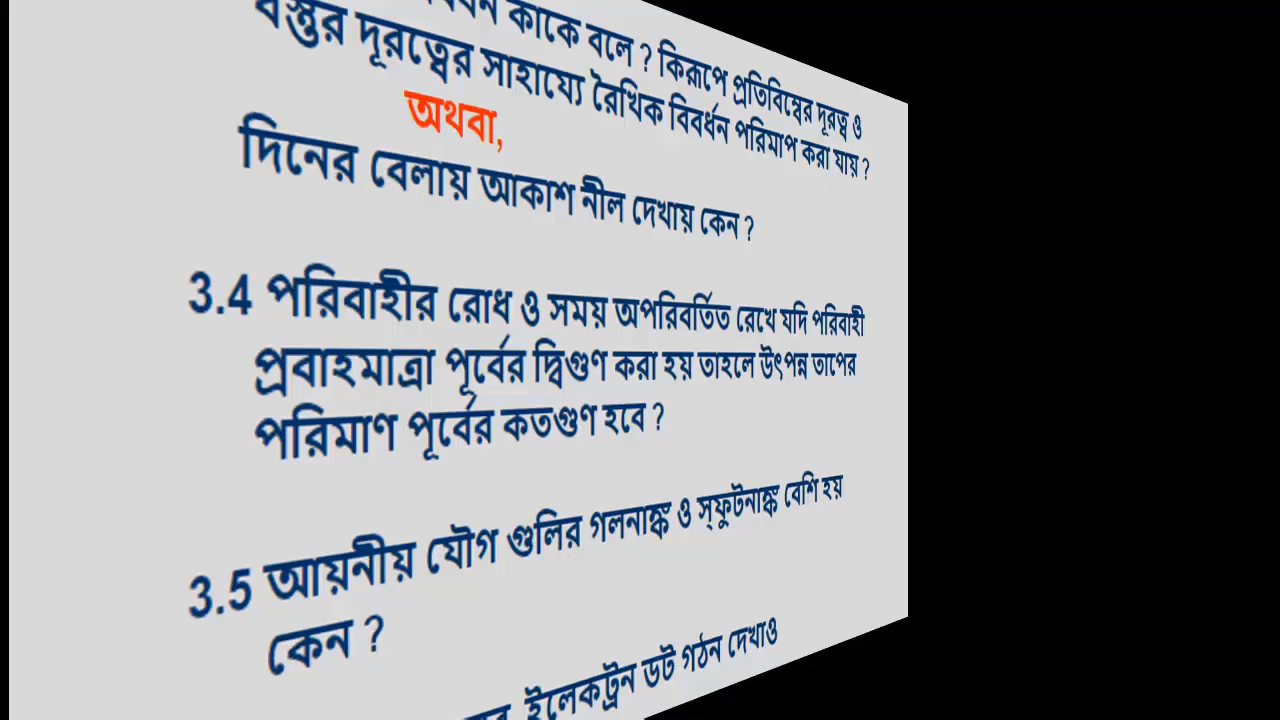 কাকে বলে ? কিরূপে প্রতিবিম্বের দূরত্ব ও
বস্তুর দূরত্বের সাহায্যে রৈখিক বিবর্ধন পরিমাপ করা যায় ?
অথবা,
দিনের বেলায় আকাশ নীল দেখায় কেন ?
3.4 পরিবাহীর রোধ ও সময় অপরিবর্তিত রেখে যদি পরিবাহী
প্রবাহমাত্রা পূর্বের দ্বিগুণ করা হয় তাহলে উৎপন্ন তাপের
পরিমাণ পূর্বের কতগুণ হবে ?
3.5 আয়নীয় যৌগ গুলির গলনাঙ্ক ও স্ফুটনাঙ্ক বেশি হয়
কেন ?
ইলেকট্রন ডট গঠন দেখাও